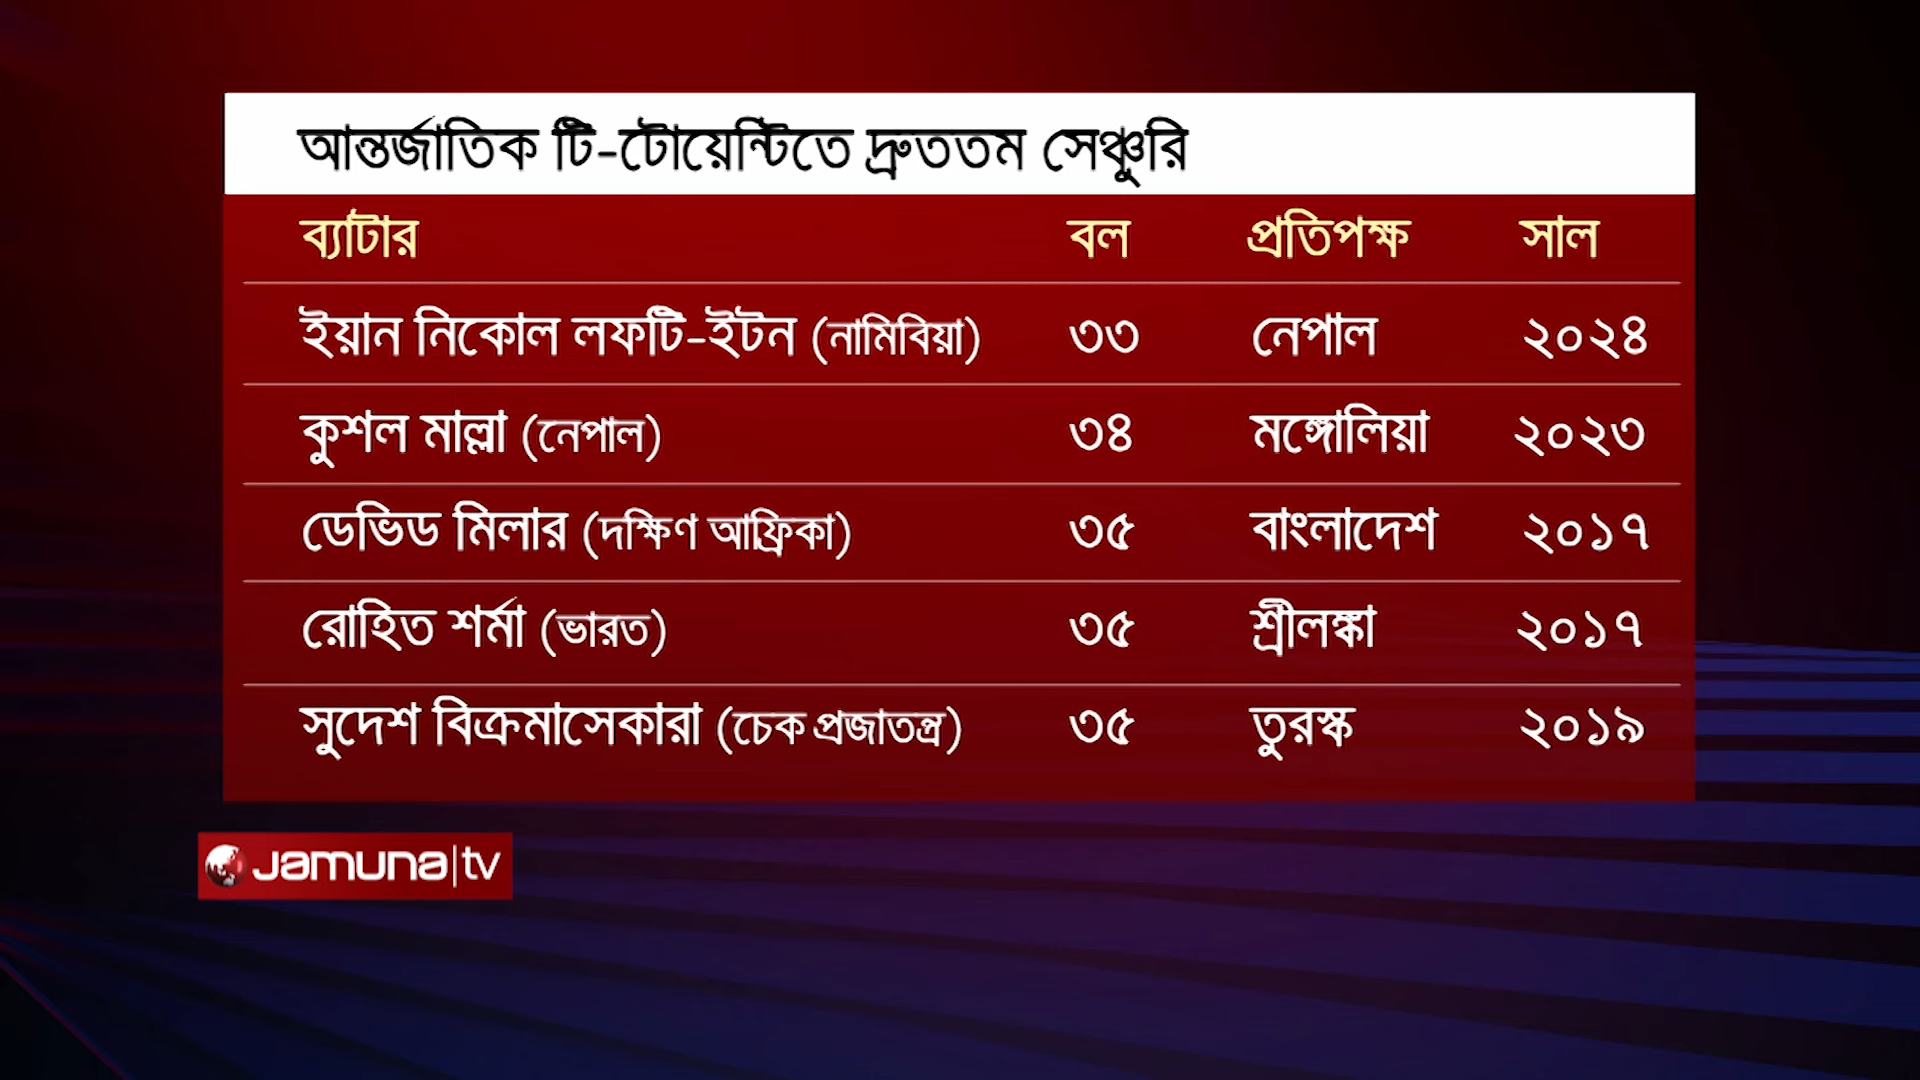 আন্তর্জাতিক টি-টোয়েন্টিতে দ্রুততম সেঞ্চুরি
ব্যাটার বল প্রতিপক্ষ সাল
ইয়ান নিকোল লফটি-ইটন (নামিবিয়া) ৩৩ নেপাল ২০২৪
কুশল মাল্লা (নেপাল) ৩৪ মঙ্গোলিয়া ২০২৩
ডেভিড মিলার (দক্ষিণ আফ্রিকা) ৩৫ বাংলাদেশ ২০১৭
রোহিত শর্মা (ভারত) ৩৫ শ্রীলঙ্কা ২০১৭
সুদেশ বিক্রমাসেকারা (চেক প্রজাতন্ত্র) ৩৫ তুরস্ক ২০১৯
JAMUNA|TV